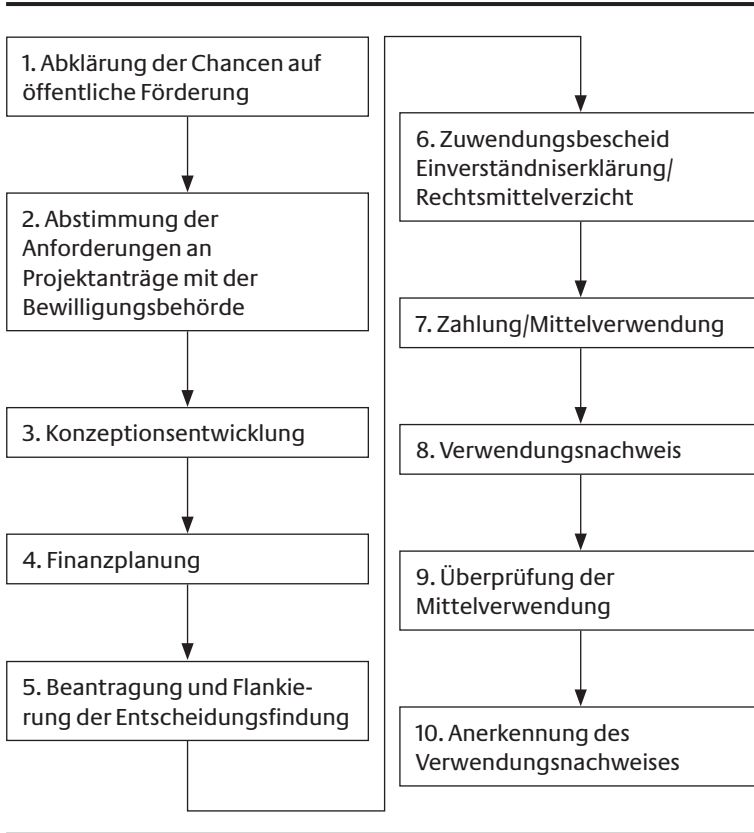 1. Abklärung der Chancen auf
öffentliche Förderung
2. Abstimmung der
Anforderungen an
Projektanträge mit der
Bewilligungsbehörde
3. Konzeptionsentwicklung
4. Finanzplanung
5. Beantragung und Flankie-
rung der Entscheidungsfindung
6. Zuwendungsbescheid
Einverständniserklärung/
Rechtsmittelverzicht
7. Zahlung/Mittelverwendung
8. Verwendungsnachweis
9. Überprüfung der
Mittelverwendung
10. Anerkennung des
Verwendungsnachweises